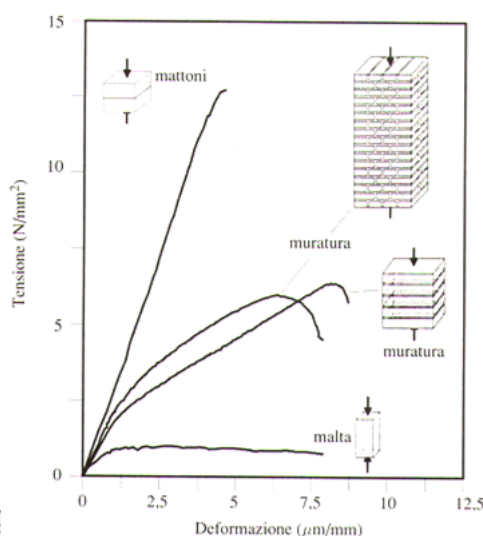 15
mattoni
10
Tensione (N/mm²)
muratura
5
muratura
malta
0
0
2,5
5
7,5
10
12,5
Deformazione (μm/mm)